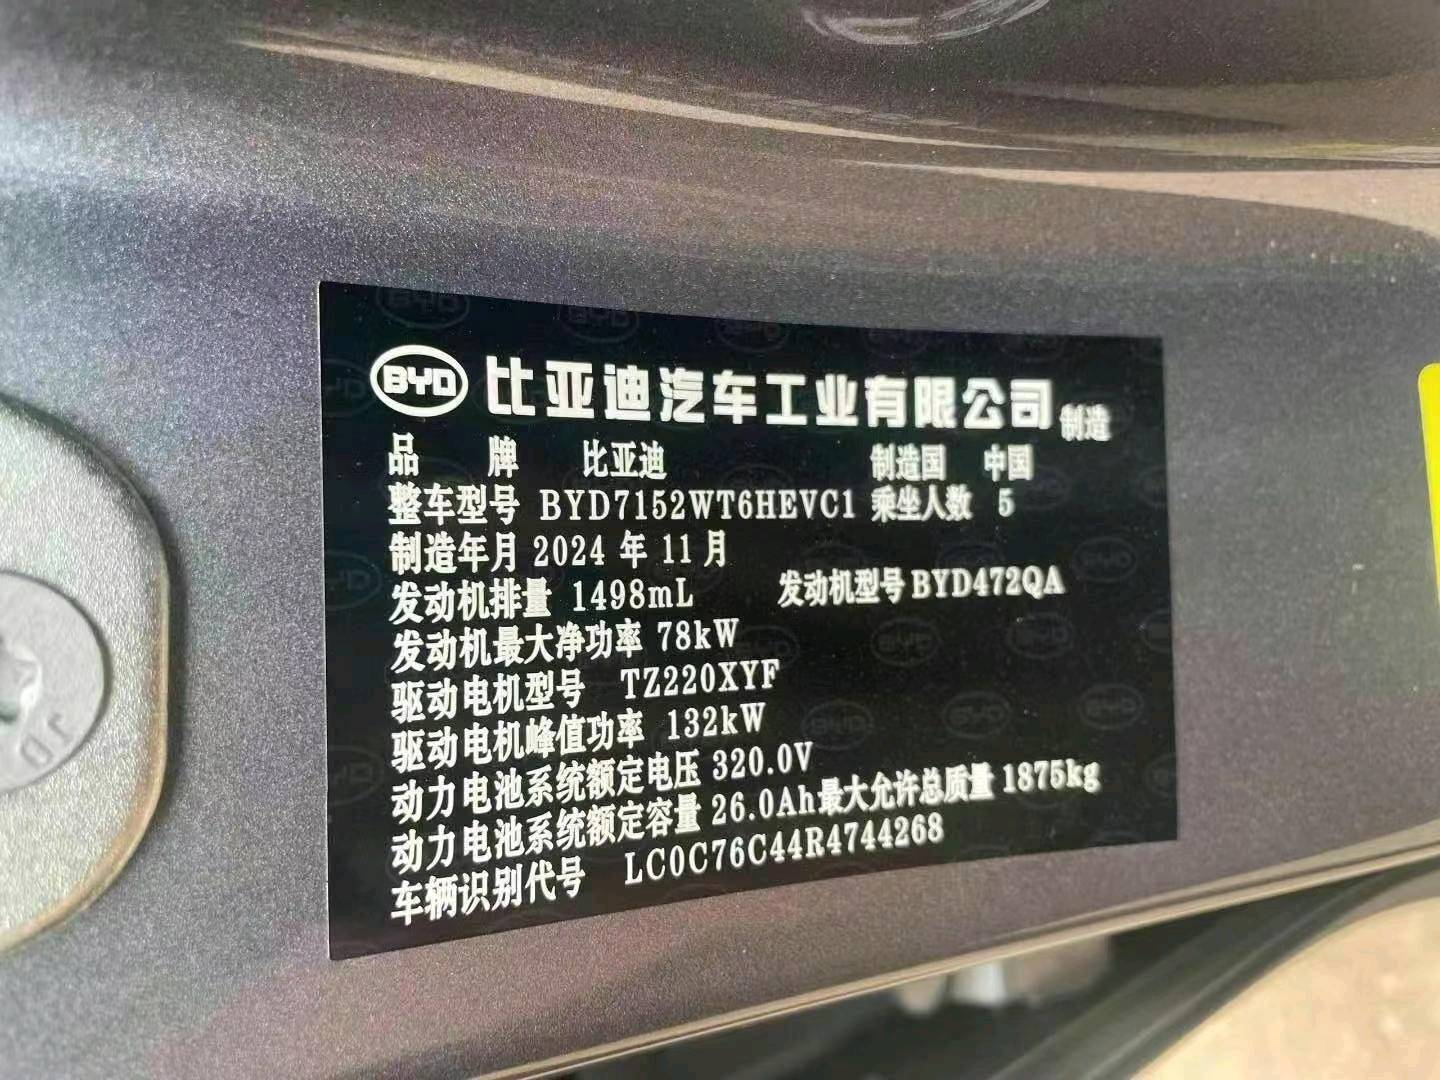 BYD 比亚迪汽车工业有限公司 制造
品 牌 比亚迪 制造国 中国
整车型号 BYD7152WT6HEVC1 乘坐人数 5
制造年月 2024 年 11 月
发动机排量 1498mL 发动机型号 BYD472QA
发动机最大净功率 78kW
驱动电机型号 TZ220XYF
驱动电机峰值功率 132kW
动力电池系统额定电压 320.0V
动力电池系统额定容量 26.0Ah 最大允许总质量 1875kg
车辆识别代号 LC0C76C44R4744268